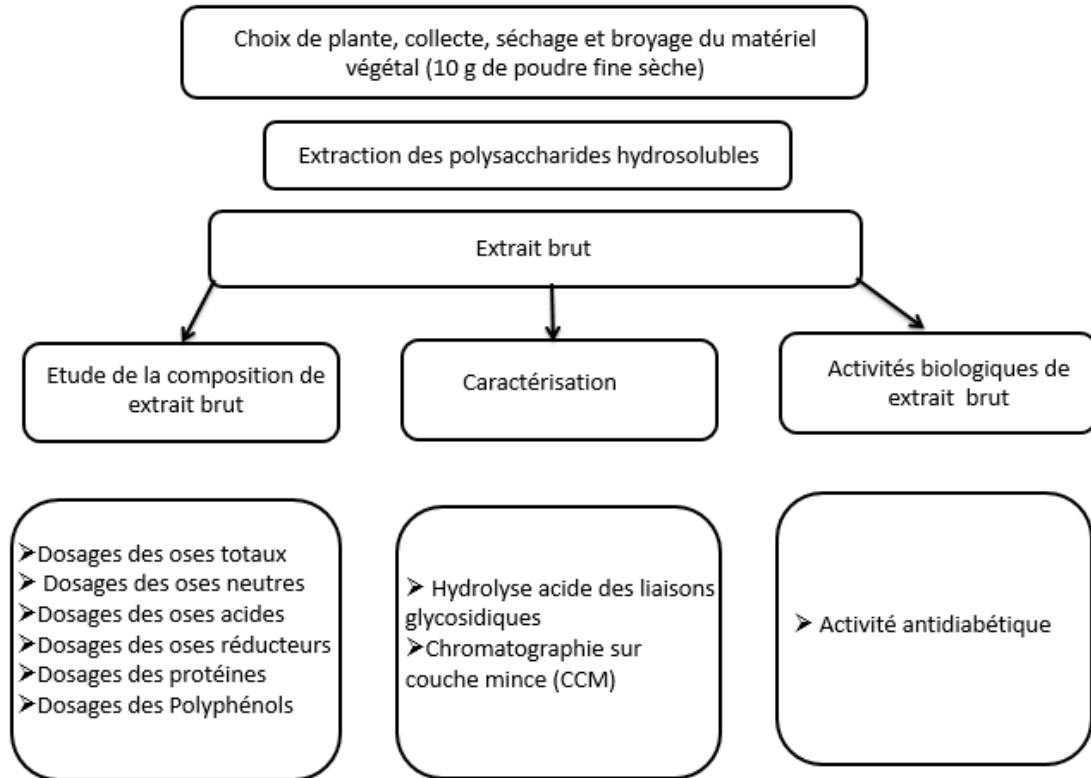 Choix de plante, collecte, séchage et broyage du matériel
végétal (10 g de poudre fine sèche)
Extraction des polysaccharides hydrosolubles
Extrait brut
Etude de la composition de
extrait brut
Caractérisation
Activités biologiques de
extrait brut
➤Dosages des oses totaux
➤ Dosages des oses neutres
➤Dosages des oses acides
➤Dosages des oses réducteurs
➤Dosages des protéines
➤Dosages des Polyphénols
➤ Hydrolyse acide des liaisons
glycosidiques
➤Chromatographie sur
couche mince (CCM)
➤ Activité antidiabétique